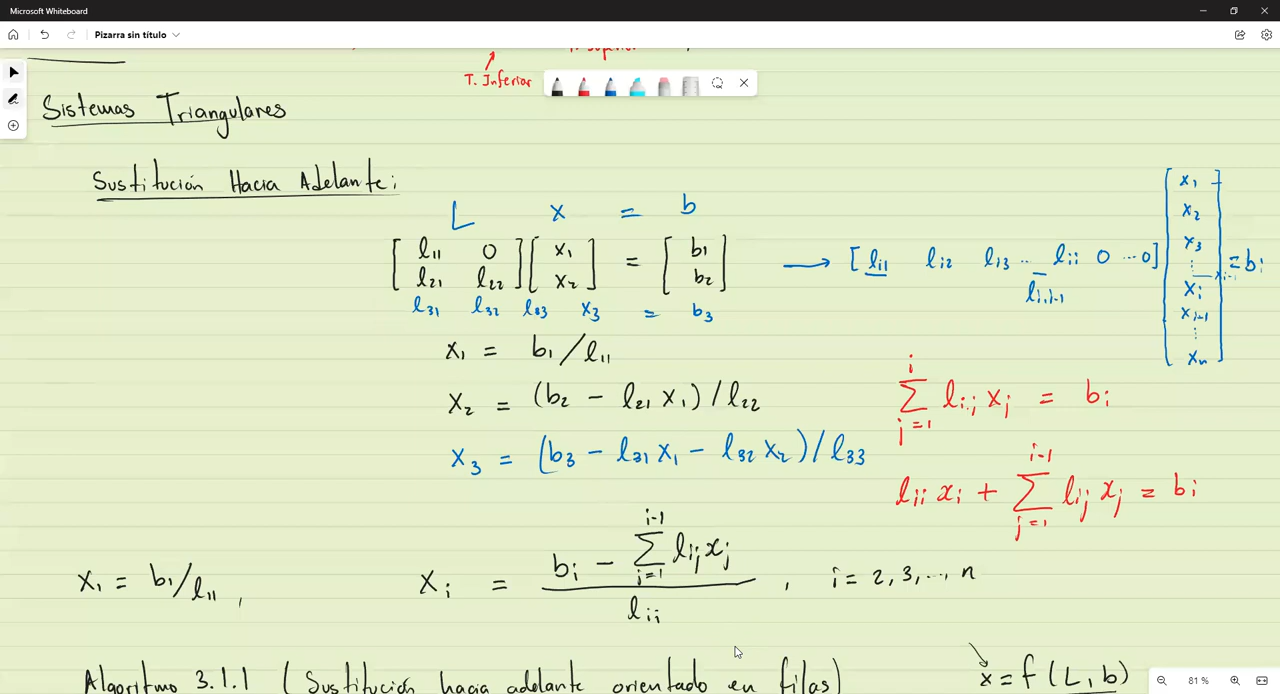 Microsoft Whiteboard
Pizarra sin título
T. Inferior
Sistemas Triangulares
Sustitución Hacia Adelante:
L x = b
[ l11 0 ] [ x1 ] = [ b1 ] → [ li1 li2 li3 ... lii 0 ...0] = bi
[ l21 l22 ] [ x2 ] [ b2 ]
li,i-1
l31 l32 l33 x3 = b3
x1
x2
x3
⋮ xi-1
xi
xi+1
⋮
xn
x1 = b1/l11
x2 = (b2 - l21 x1)/l22
x3 = (b3 - l31 x1 - l32 x2)/l33
∑_{j=1}^{i} lij xj = bi
lii xi + ∑_{j=1}^{i-1} lij xj = bi
x1 = b1/l11 , xi = (bi - ∑_{j=1}^{i-1} lij xj) / lii , i = 2, 3, ..., n
Algoritmo 3.1.1 (Sustitución hacia adelante orientado en filas) x = f(L, b)
81 %